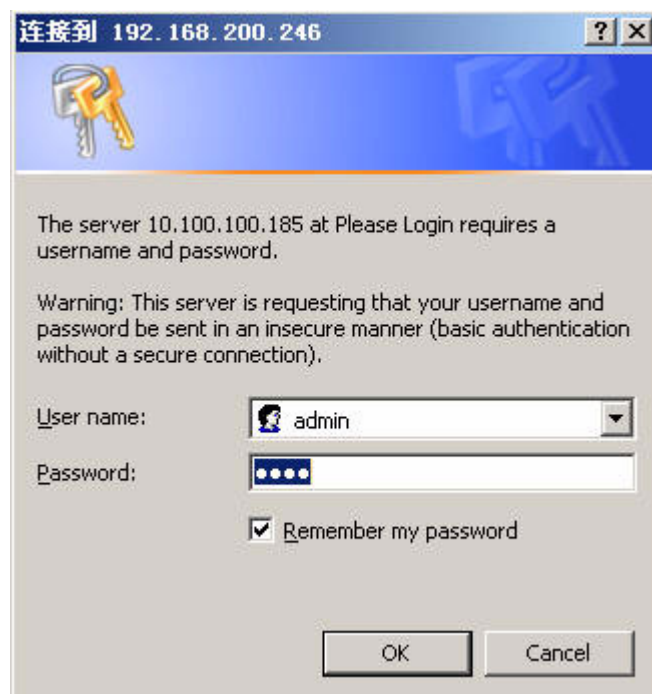 连接到 192.168.200.246
The server 10.100.100.185 at Please Login requires a
username and password.
Warning: This server is requesting that your username and
password be sent in an insecure manner (basic authentication
without a secure connection).
User name:
admin
Password:
●●●●
Remember my password
OK
Cancel